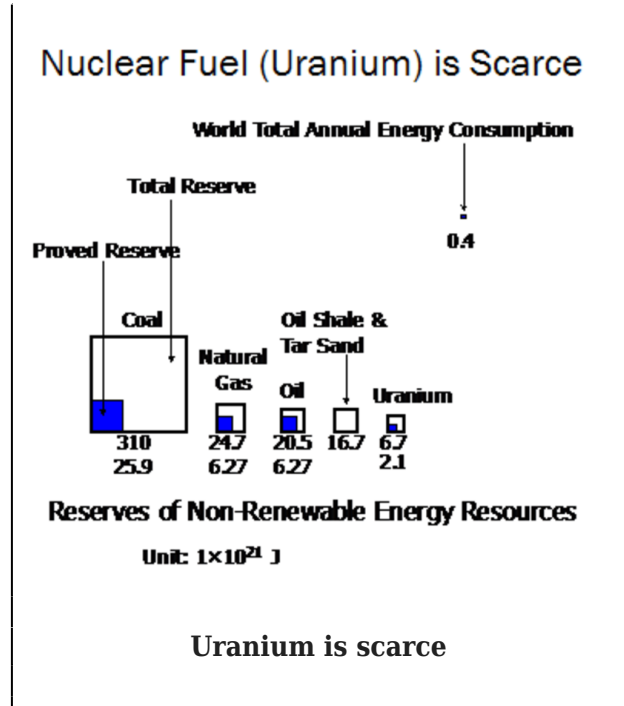 Nuclear Fuel (Uranium) is Scarce
World Total Annual Energy Consumption
Total Reserve
0.4
Proved Reserve
Coal
Oil Shale &
Tar Sand
Natural
Gas
Oil
Uranium
310 24.7 20.5 16.7 6.7
25.9 6.27 6.27 2.1
Reserves of Non-Renewable Energy Resources
Unit: 1×10²¹ J
Uranium is scarce